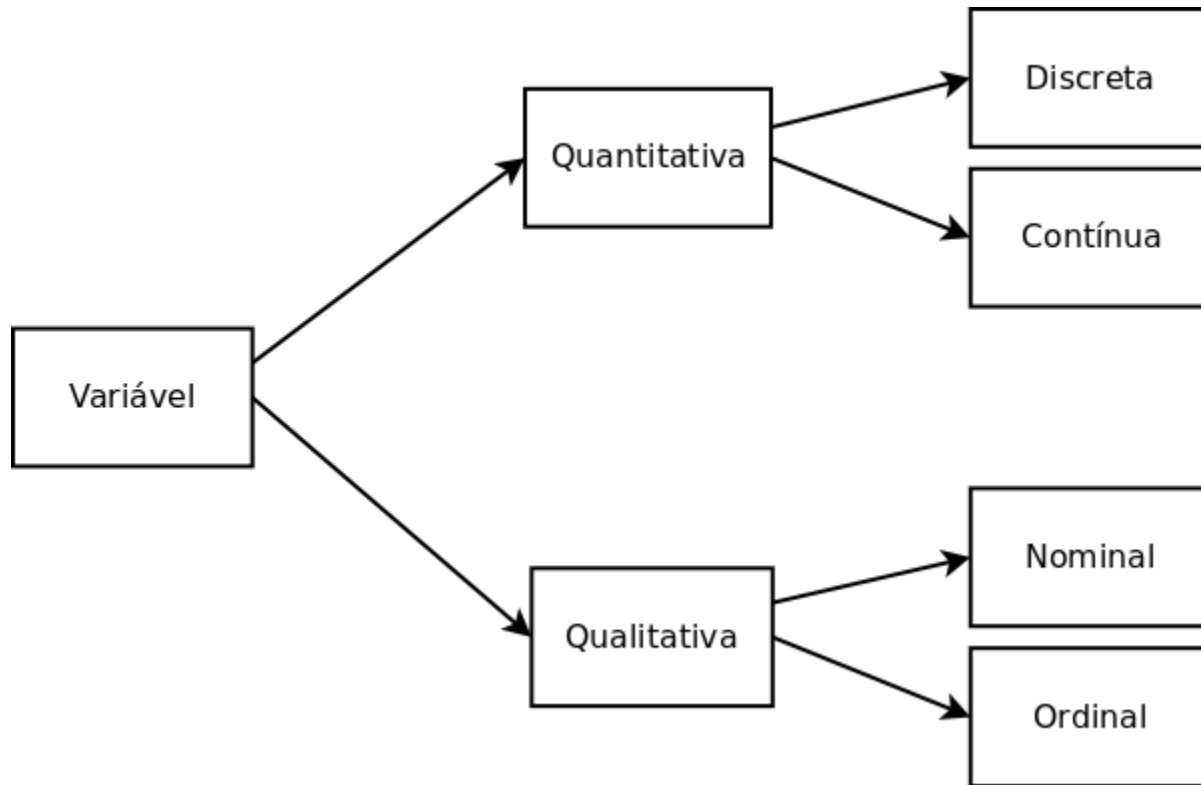 Discreta
Quantitativa
Contínua
Variável
Nominal
Qualitativa
Ordinal